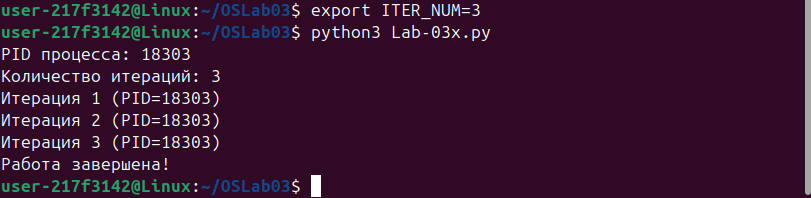 user-217f3142@Linux:~/OSLab03$ export ITER_NUM=3
user-217f3142@Linux:~/OSLab03$ python3 Lab-03x.py
PID процесса: 18303
Количество итераций: 3
Итерация 1 (PID=18303)
Итерация 2 (PID=18303)
Итерация 3 (PID=18303)
Работа завершена!
user-217f3142@Linux:~/OSLab03$